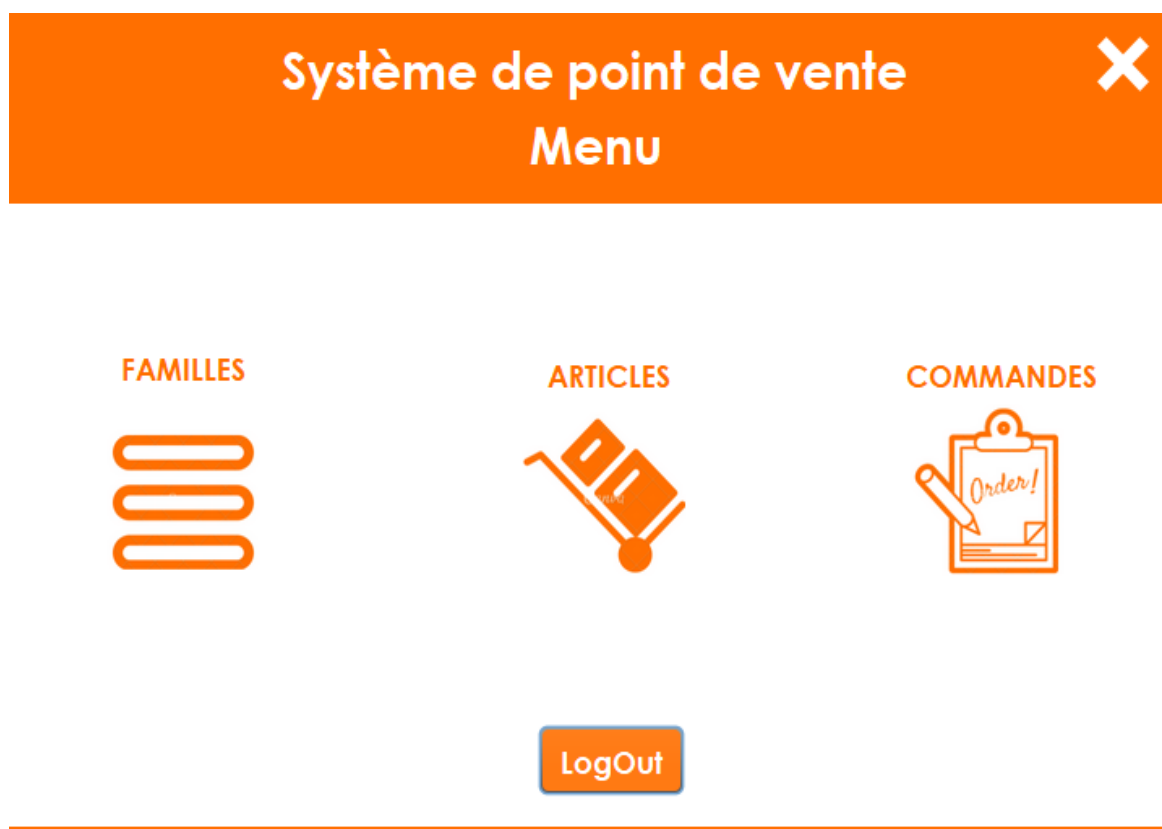 Système de point de vente
Menu
FAMILLES
ARTICLES
COMMANDES
Order!
LogOut